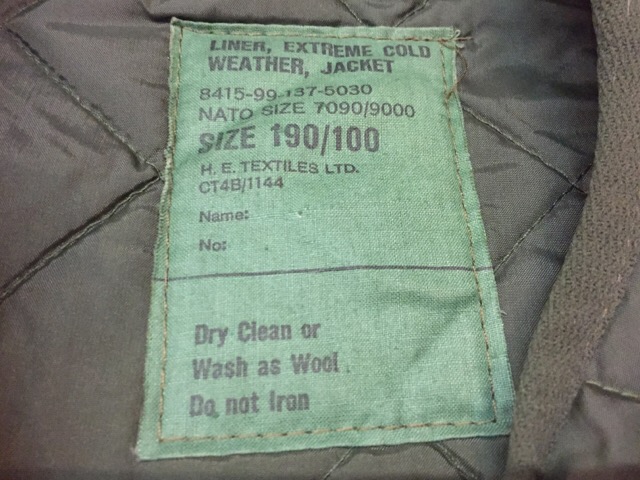 LINER, EXTREME COLD
WEATHER, JACKET
8415-99-137-5030
NATO SIZE 7090/9000
SIZE 190/100
H. E. TEXTILES LTD.
CT4B/1144
Name:
No:
Dry Clean or
Wash as Wool
Do not Iron